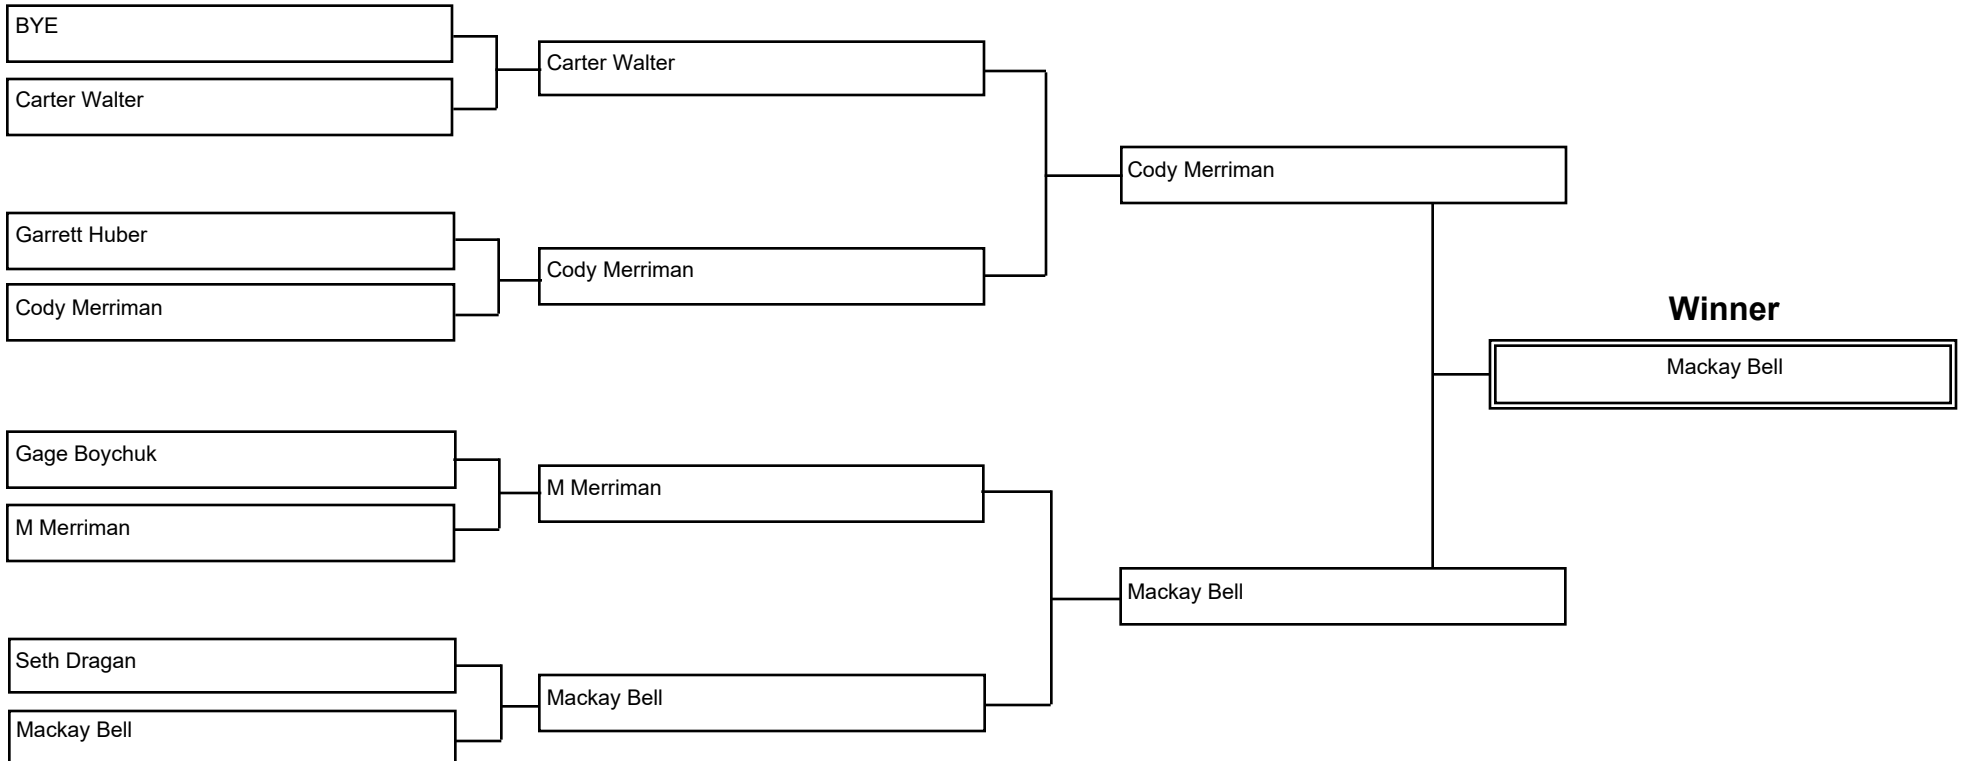 BYE
Carter Walter
Garrett Huber
Cody Merriman
Gage Boychuk
M Merriman
Seth Dragan
Mackay Bell
Carter Walter
Cody Merriman
M Merriman
Mackay Bell
Cody Merriman
Mackay Bell
Winner
Mackay Bell